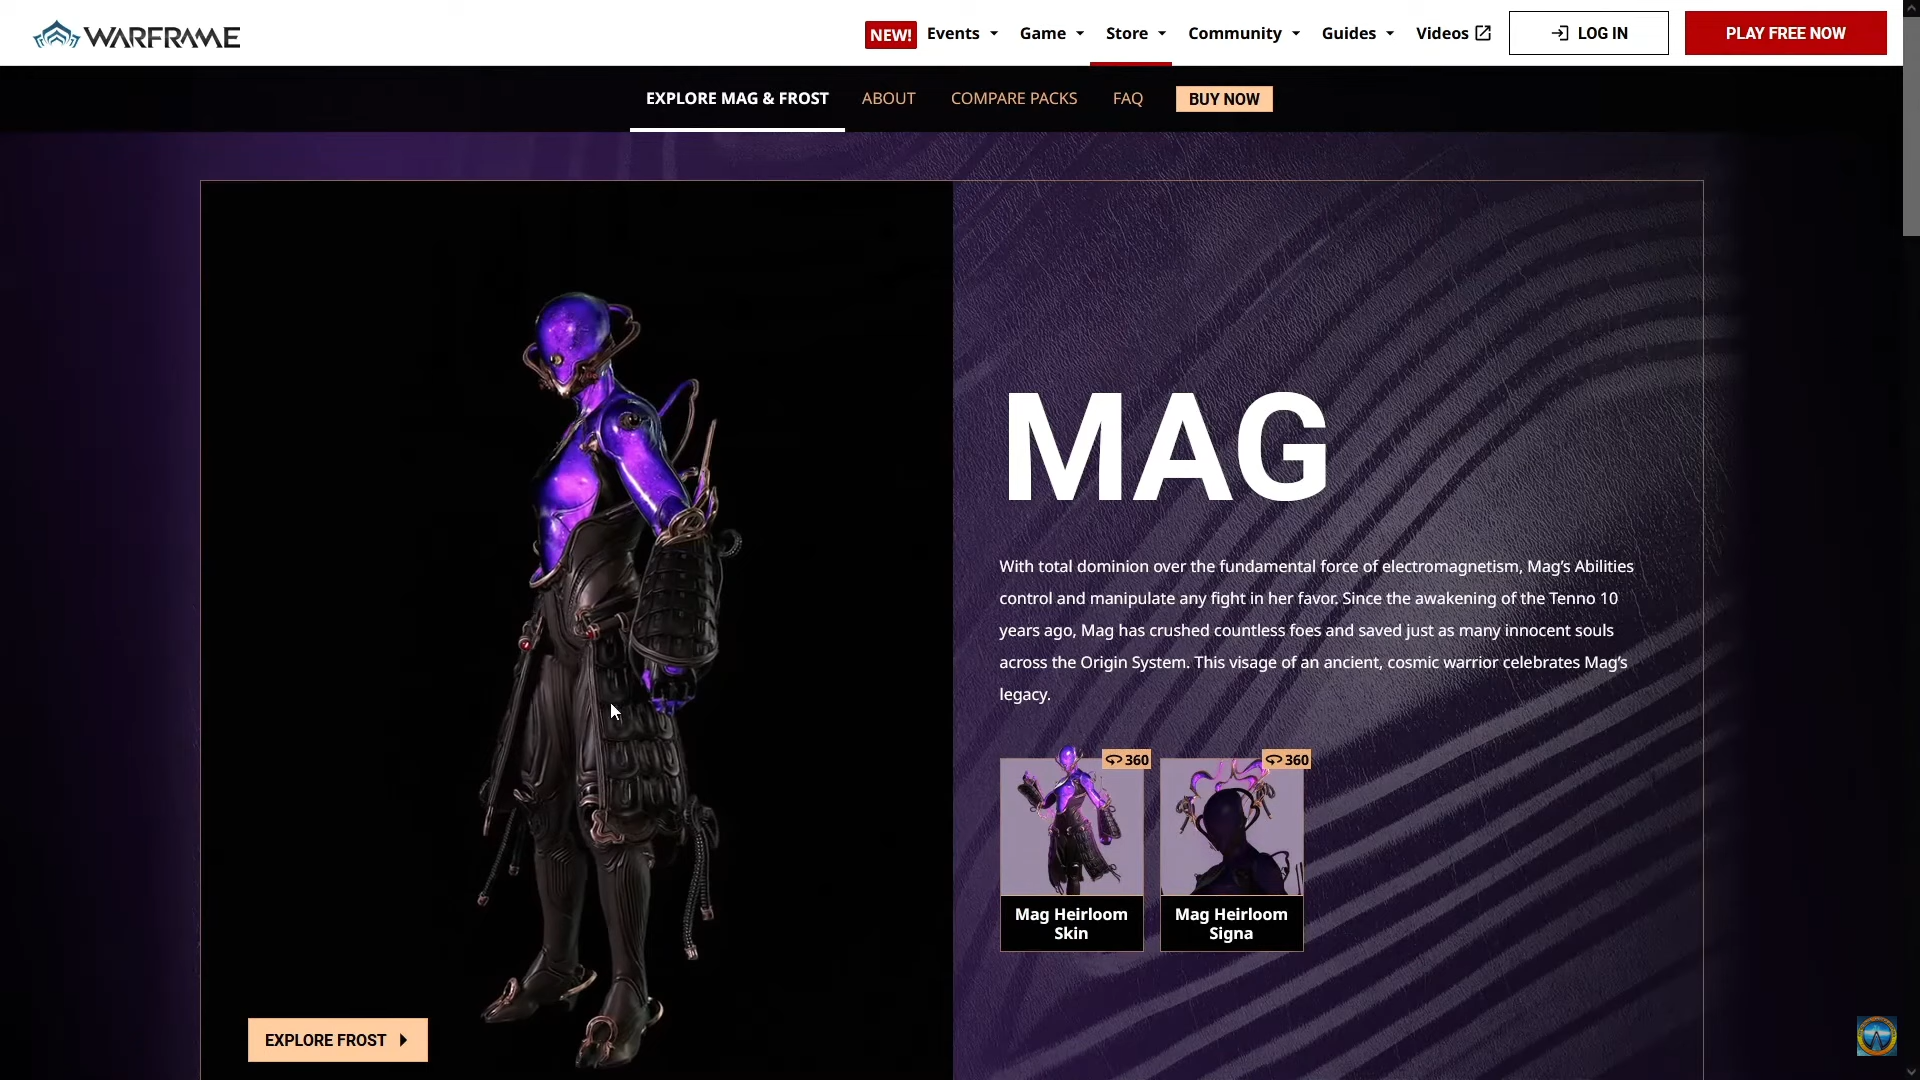 WARFRAME
NEW! Events Game Store Community Guides Videos LOG IN PLAY FREE NOW
EXPLORE MAG & FROST ABOUT COMPARE PACKS FAQ BUY NOW
MAG
With total dominion over the fundamental force of electromagnetism, Mag's Abilities
control and manipulate any fight in her favor. Since the awakening of the Tenno 10
years ago, Mag has crushed countless foes and saved just as many innocent souls
across the Origin System. This visage of an ancient, cosmic warrior celebrates Mag's
legacy.
360 360
Mag Heirloom
Skin
Mag Heirloom
Signa
EXPLORE FROST